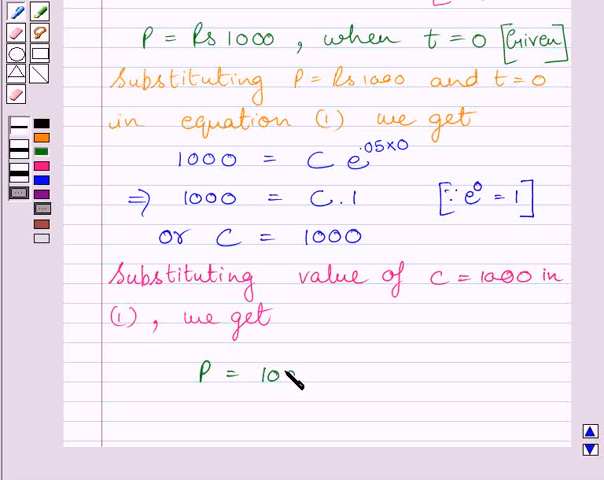 P = Rs 1000 , when t = 0 [Given]
Substituting P = Rs 1000 and t = 0
in equation (1) we get
1000 = C e^.05×0
⇒ 1000 = C . 1 [∵ e^0 = 1]
or C = 1000
Substituting value of C = 1000 in
(1) , we get
P = 100